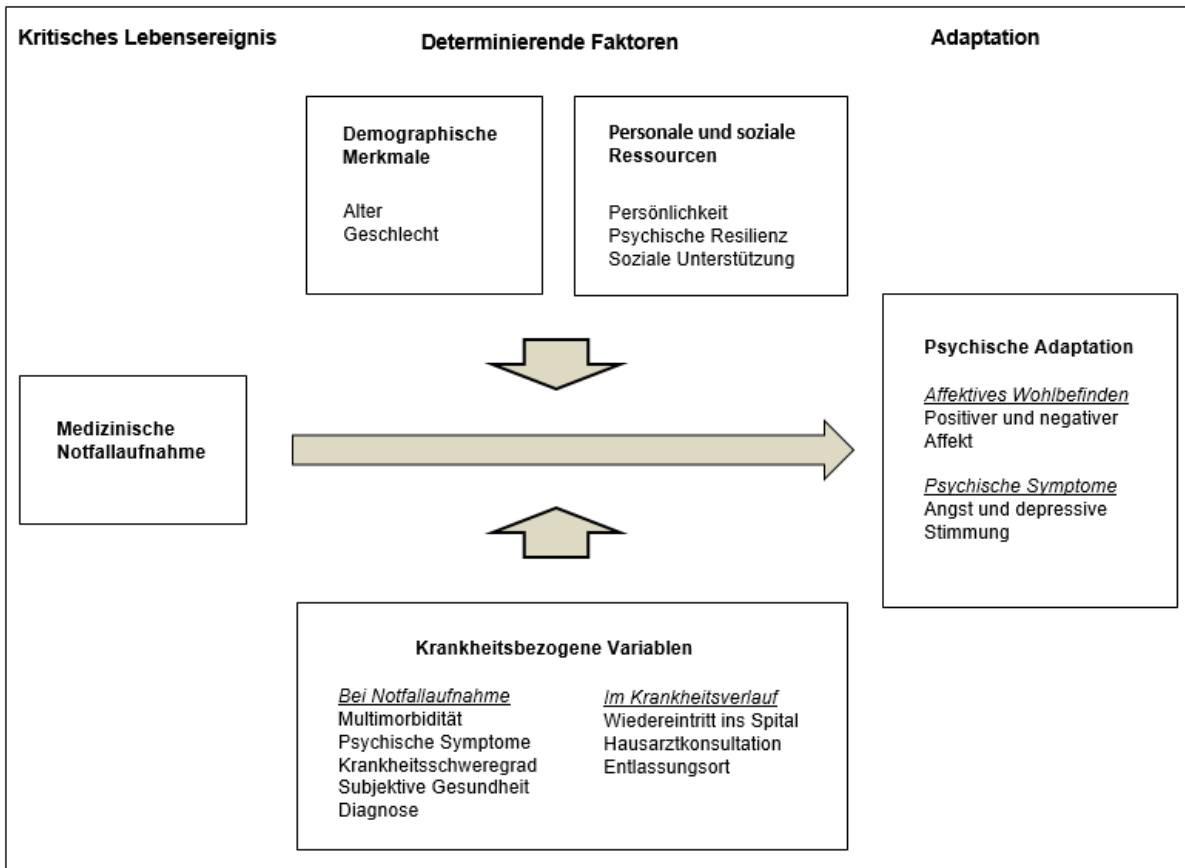 Kritisches Lebensereignis
Determinierende Faktoren
Adaptation
Demographische
Merkmale
Alter
Geschlecht
Personale und soziale
Ressourcen
Persönlichkeit
Psychische Resilienz
Soziale Unterstützung
Medizinische
Notfallaufnahme
Psychische Adaptation
Affektives Wohlbefinden
Positiver und negativer
Affekt
Psychische Symptome
Angst und depressive
Stimmung
Krankheitsbezogene Variablen
Bei Notfallaufnahme
Multimorbidität
Psychische Symptome
Krankheitsschweregrad
Subjektive Gesundheit
Diagnose
Im Krankheitsverlauf
Wiedereintritt ins Spital
Hausarztkonsultation
Entlassungsort